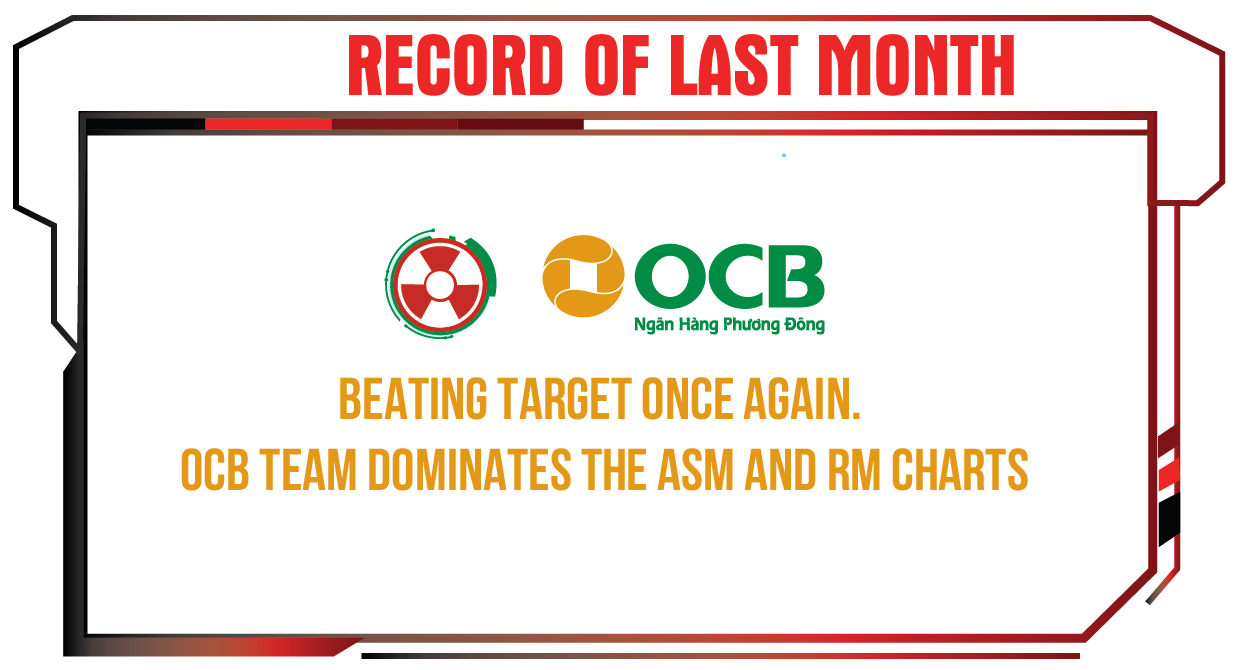 RECORD OF LAST MONTH
OCB
Ngân Hàng Phương Đông
BEATING TARGET ONCE AGAIN.
OCB TEAM DOMINATES THE ASM AND RM CHARTS